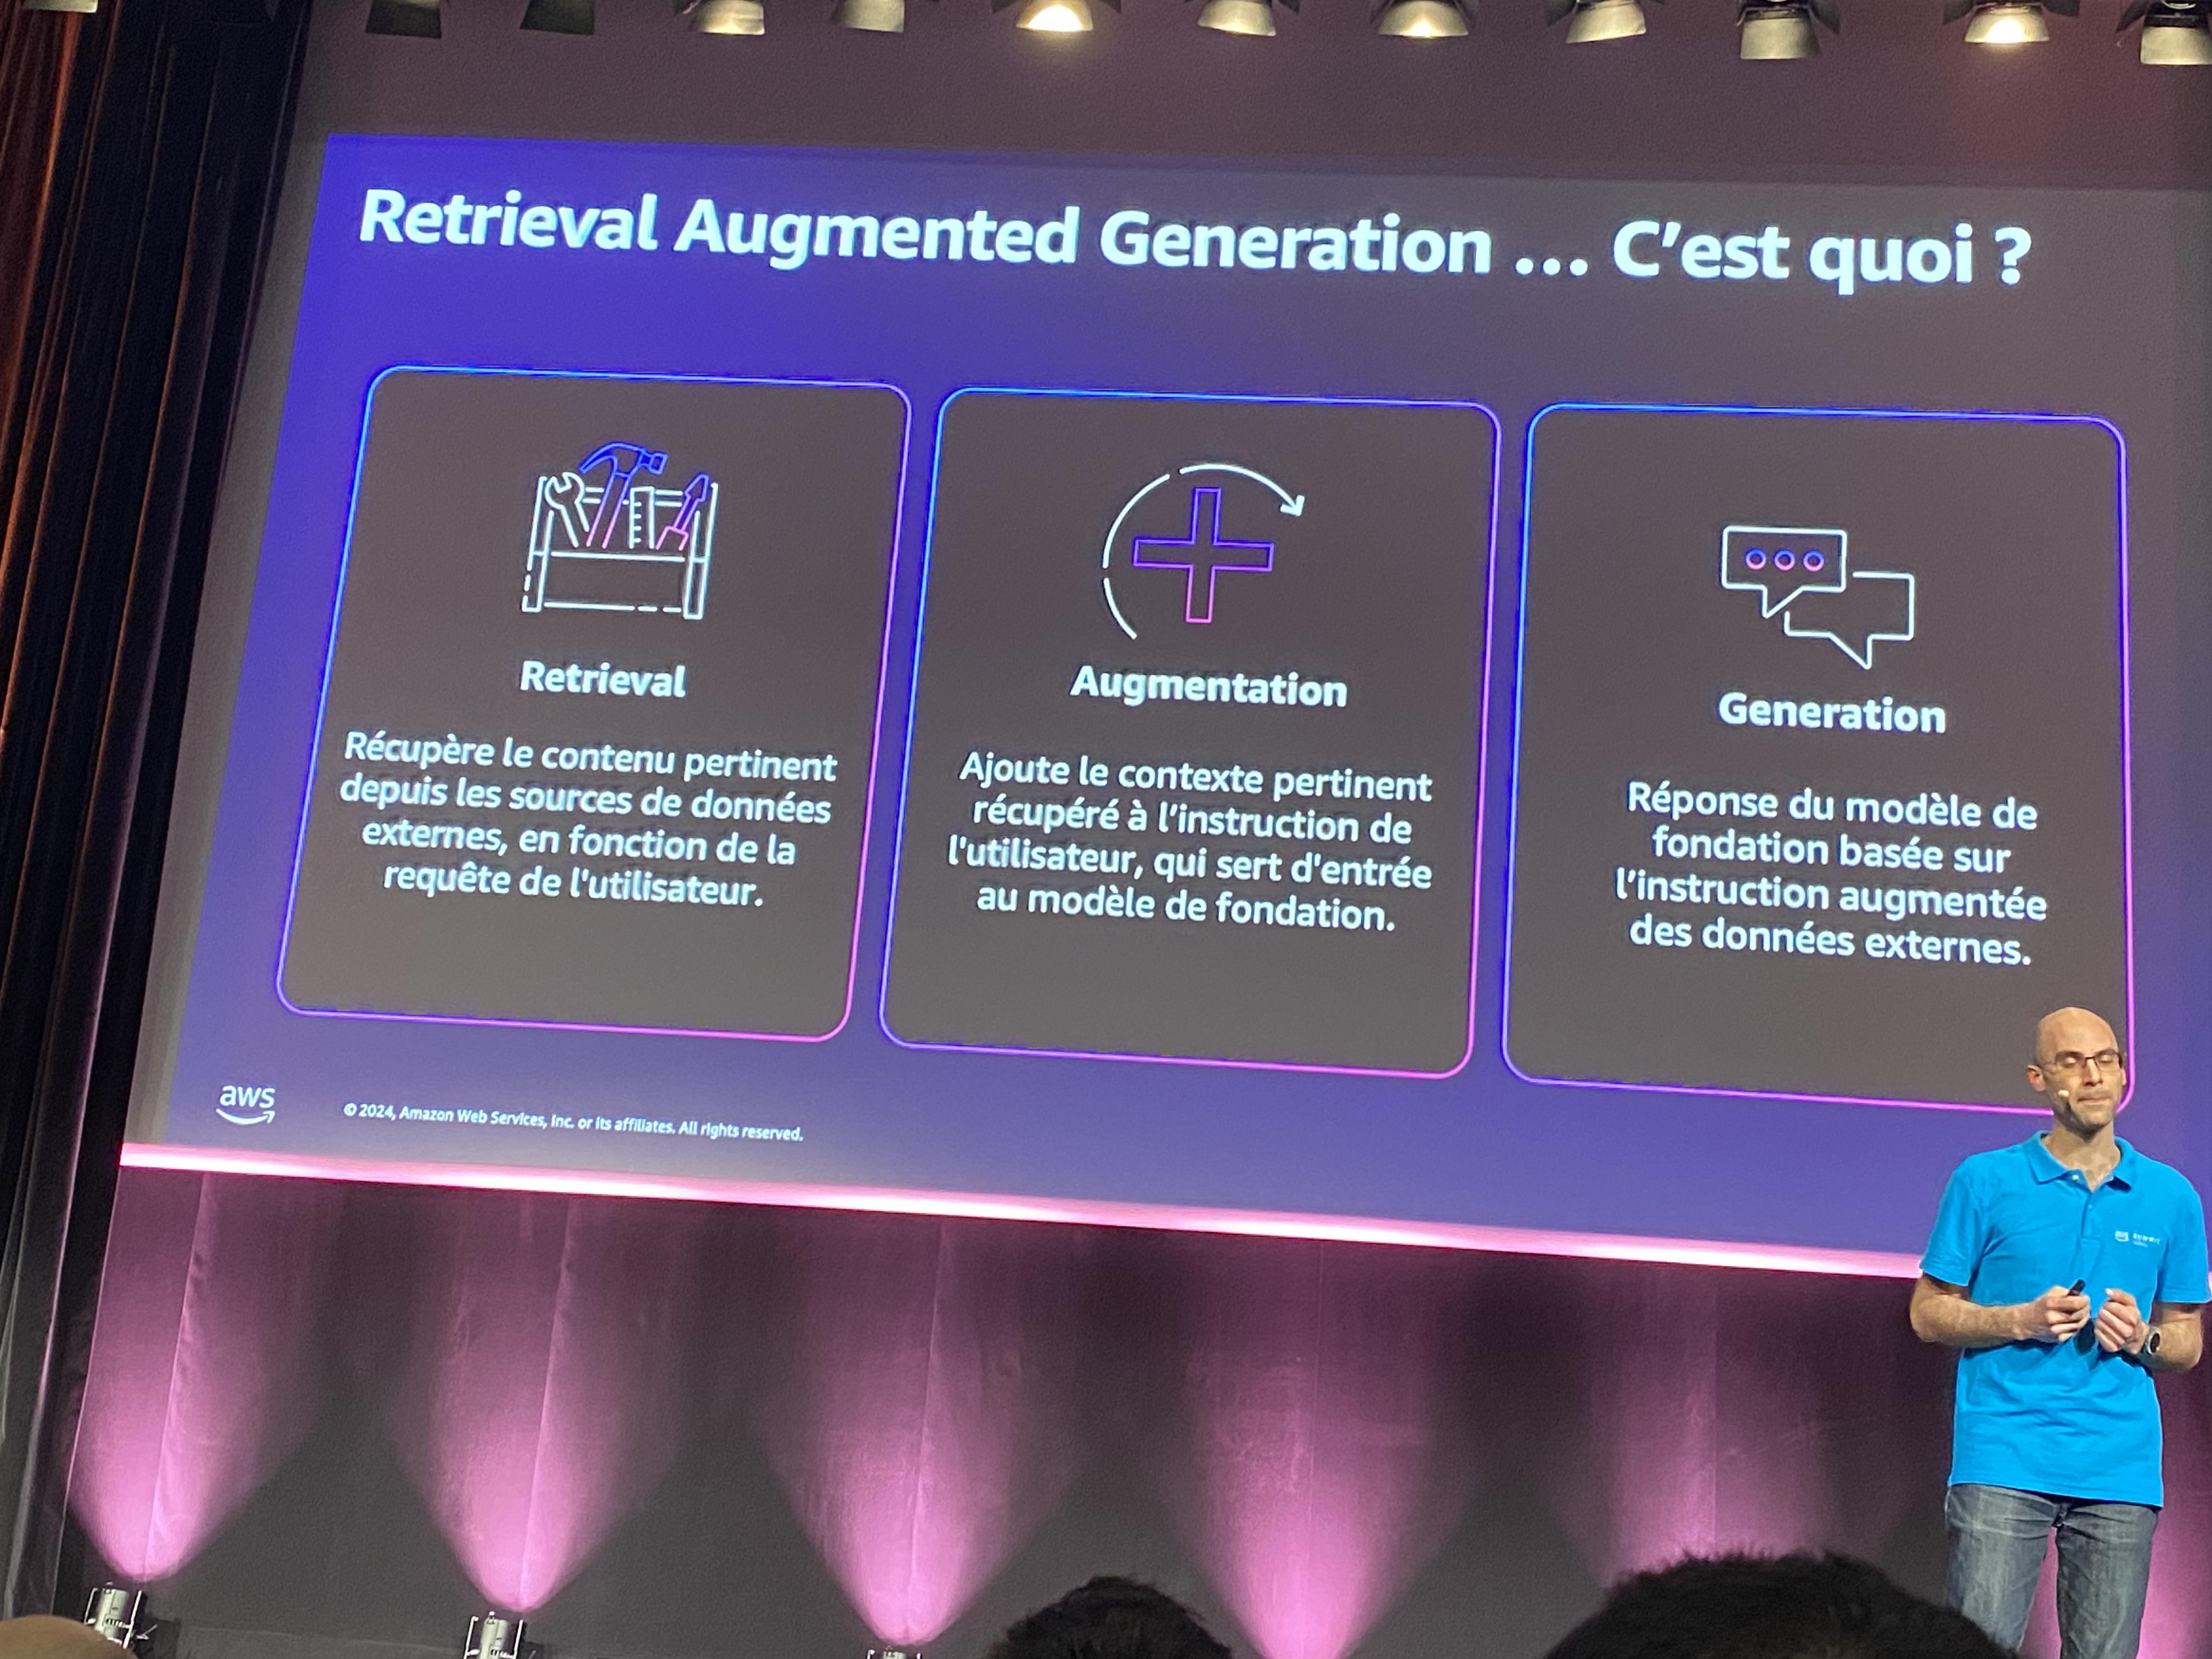 Retrieval Augmented Generation ... C'est quoi ?
Retrieval
Récupère le contenu pertinent
depuis les sources de données
externes, en fonction de la
requête de l'utilisateur.
Augmentation
Ajoute le contexte pertinent
récupéré à l'instruction de
l'utilisateur, qui sert d'entrée
au modèle de fondation.
Generation
Réponse du modèle de
fondation basée sur
l'instruction augmentée
des données externes.
aws
© 2024, Amazon Web Services, Inc. or its affiliates. All rights reserved.
aws SUMMIT